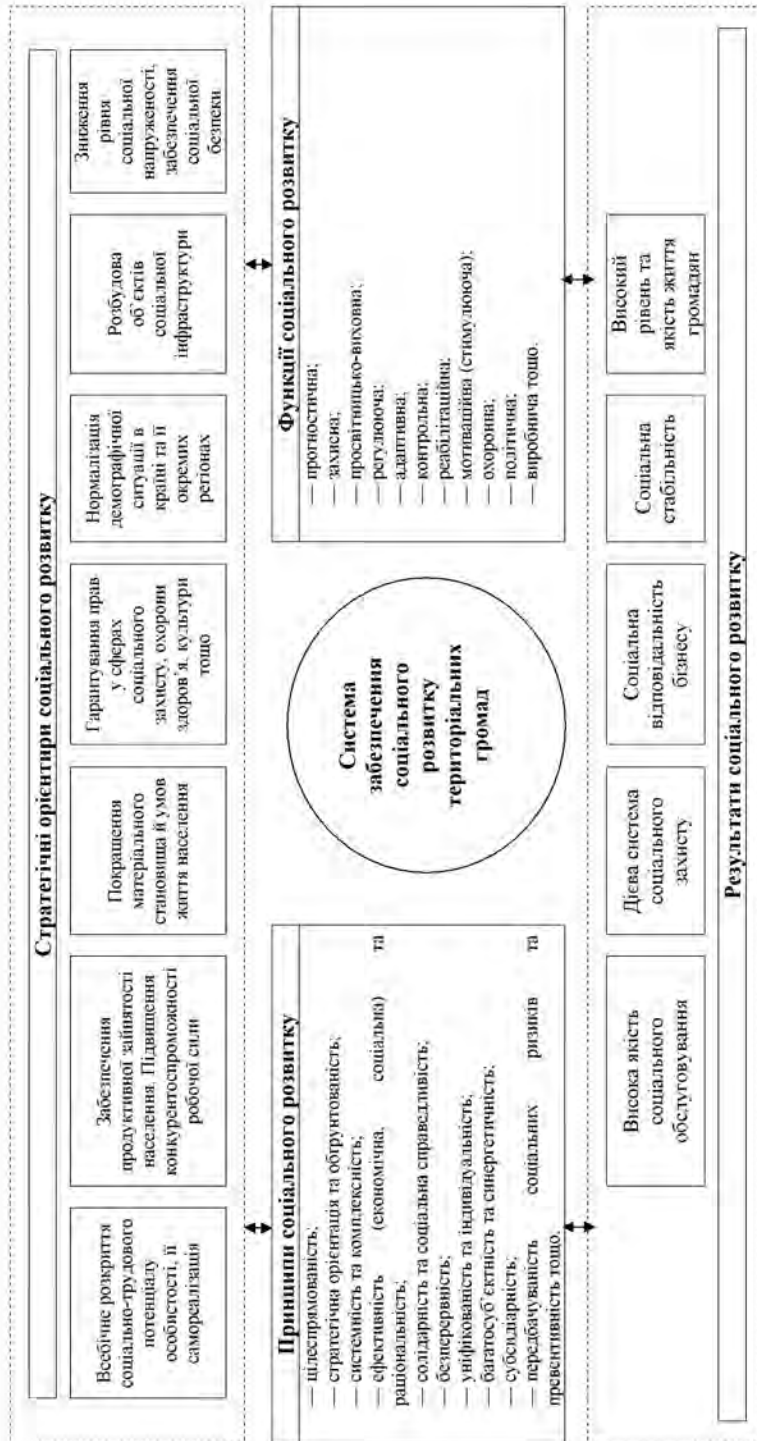 Стратегічні орієнтири соціального розвитку
Всебічне розкриття
соціально-трудового
потенціалу
особистості, її
самореалізація
Забезпечення
продуктивної зайнятості
населення. Підвищення
конкурентоспроможності
робочої сили
Покращення
матеріального
становища й умов
життя населення
Гарантування прав
у сферах
соціального
захисту, охорони
здоров’я, культури
тощо
Нормалізація
демографічної
ситуації в
країні та її
окремих
регіонах
Розбудова
об`єктів
соціальної
інфраструктури
Зниження
рівня
соціальної
напруженості,
забезпечення
соціальної
безпеки
Принципи соціального розвитку
— цілеспрямованість;
— стратегічна орієнтація та обґрунтованість;
— системність та комплексність;
— ефективність (економічна, соціальна) та
раціональність;
— солідарність та соціальна справедливість;
— безперервність;
— уніфікованість та індивідуальність;
— багатосуб`єктність та синергетичність;
— субсидіарність;
— передбачуваність соціальних ризиків та
превентивність тощо.
Система
забезпечення
соціального
розвитку
територіальних
громад
Функції соціального розвитку
— прогностична;
— захисна;
— просвітницько-виховна;
— регулююча;
— адаптивна;
— контрольна;
— реабілітаційна;
— мотиваційна (стимулююча);
— охоронна;
— політична;
— виробнича тощо.
Висока якість
соціального
обслуговування
Дієва система
соціального
захисту
Соціальна
відповідальність
бізнесу
Соціальна
стабільність
Високий
рівень та
якість життя
громадян
Результати соціального розвитку